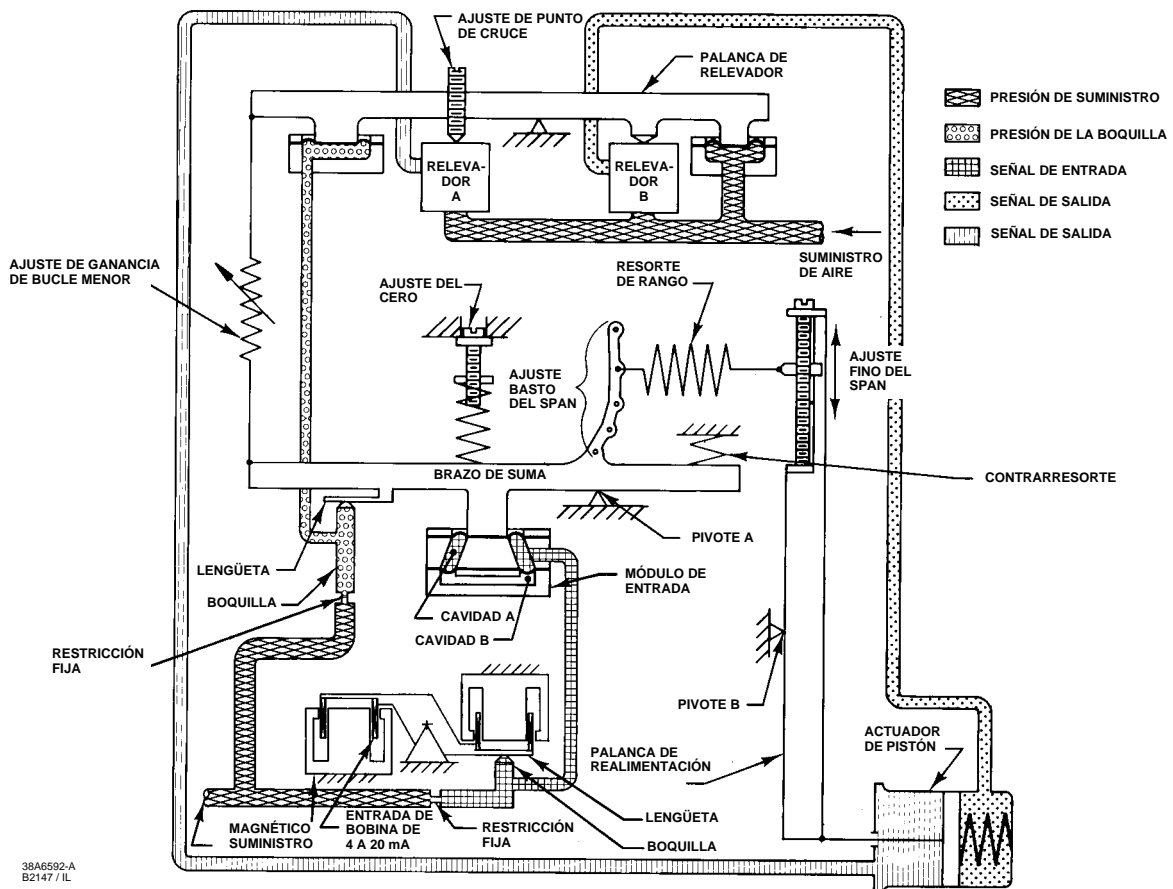 AJUSTE DE PUNTO
DE CRUCE
PALANCA DE
RELEVADOR
PRESIÓN DE SUMINISTRO
PRESIÓN DE LA BOQUILLA
SEÑAL DE ENTRADA
SEÑAL DE SALIDA
SEÑAL DE SALIDA
RELEVA-
DOR
A
RELEVA-
DOR
B
SUMINISTRO
DE AIRE
AJUSTE DE GANANCIA
DE BUCLE MENOR
AJUSTE DEL
CERO
RESORTE
DE RANGO
AJUSTE
BASTO
DEL SPAN
AJUSTE
FINO DEL
SPAN
BRAZO DE SUMA
CONTRARRESORTE
PIVOTE A
LENGÜETA
BOQUILLA
MÓDULO DE
ENTRADA
CAVIDAD A
CAVIDAD B
RESTRICCIÓN
FIJA
PIVOTE B
ACTUADOR
DE PISTÓN
PALANCA DE
REALIMENTACIÓN
MAGNÉTICO
SUMINISTRO
ENTRADA DE
BOBINA DE
4 A 20 mA
RESTRICCIÓN
FIJA
LENGÜETA
BOQUILLA
38A6592-A
B2147 / IL